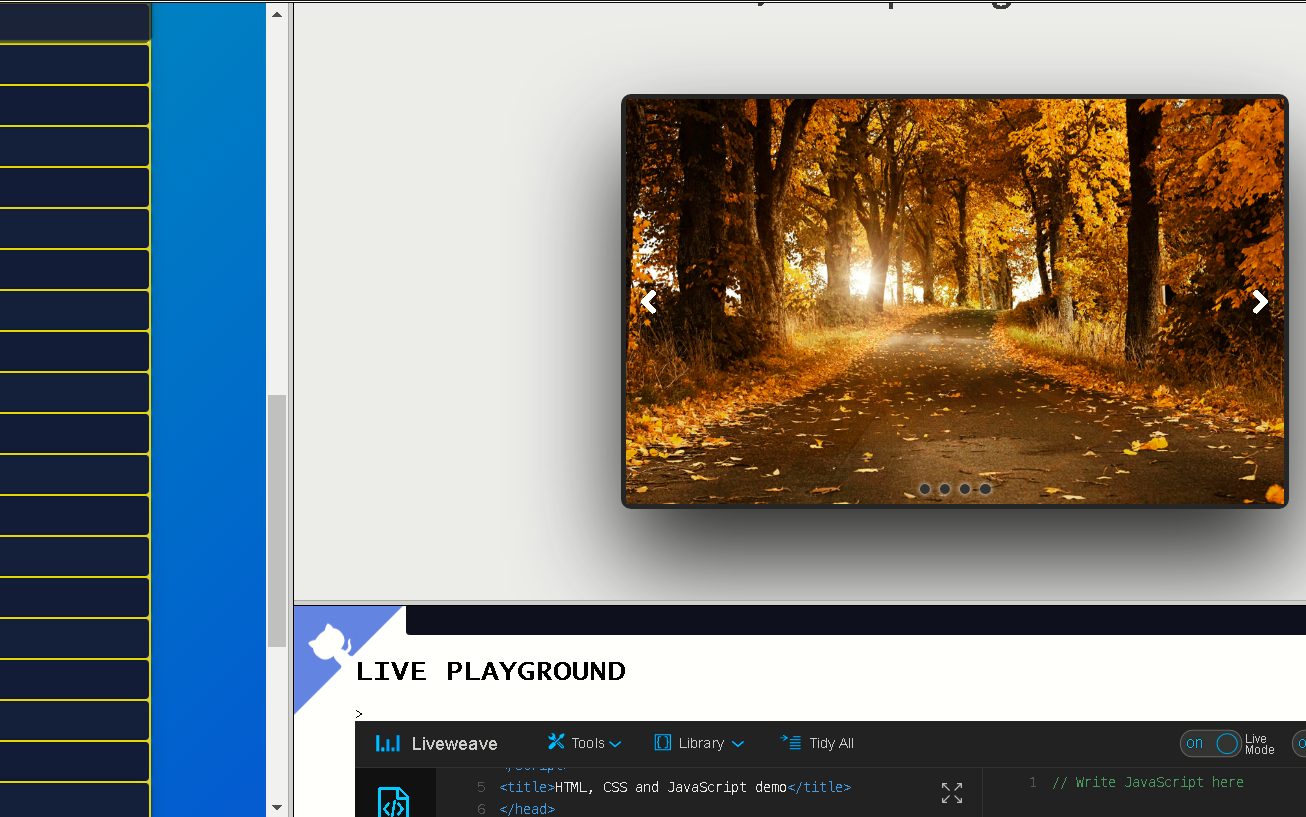 LIVE PLAYGROUND
>
Liveweave Tools Library Tidy All on Live Mode
5 <title>HTML, CSS and JavaScript demo</title>
6 </head>
1 // Write JavaScript here